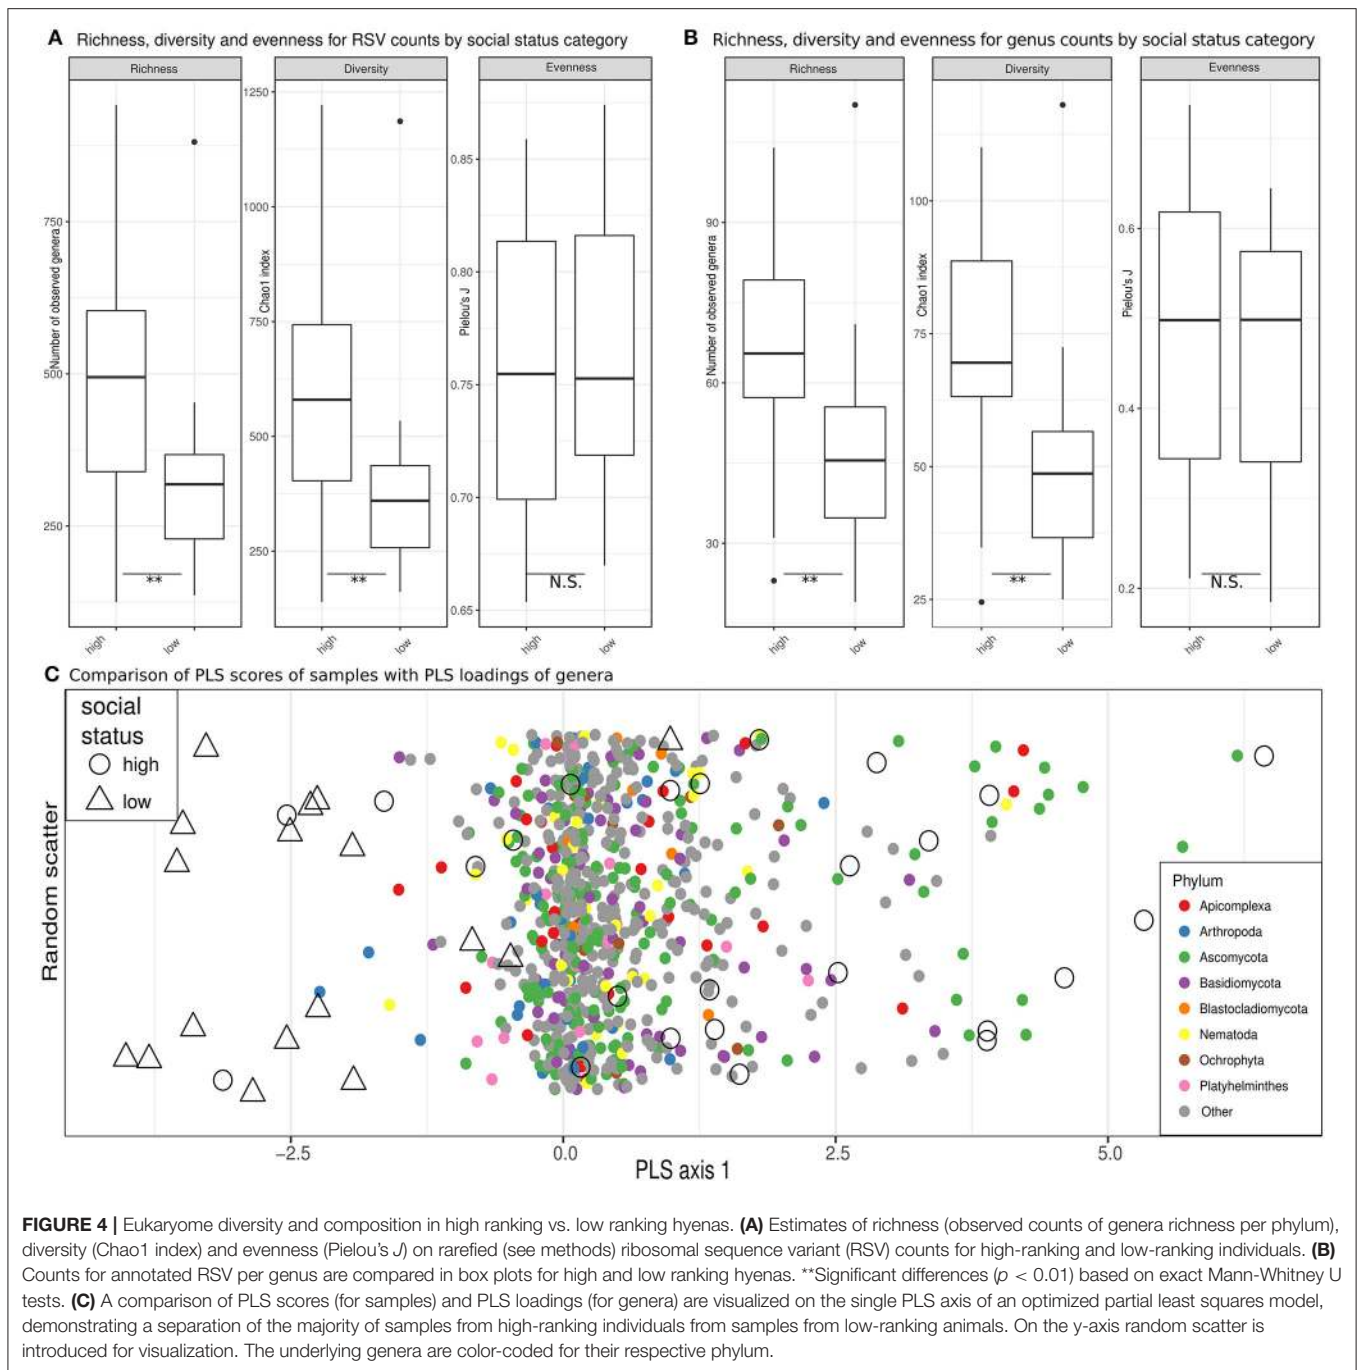 A Richness, diversity and evenness for RSV counts by social status category
Richness
Diversity
Evenness
Number of observed genera
750
500
250
Chao1 index
1250
1000
750
500
250
Pielou's J
0.85
0.80
0.75
0.70
0.65
**
**
N.S.
high
low
high
low
high
low
B Richness, diversity and evenness for genus counts by social status category
Richness
Diversity
Evenness
Number of observed genera
90
60
30
Chao1 index
100
75
50
25
Pielou's J
0.6
0.4
0.2
**
**
N.S.
high
low
high
low
high
low
C Comparison of PLS scores of samples with PLS loadings of genera
social
status
high
low
Random scatter
Phylum
Apicomplexa
Arthropoda
Ascomycota
Basidiomycota
Blastocladiomycota
Nematoda
Ochrophyta
Platyhelminthes
Other
−2.5
0.0
2.5
5.0
PLS axis 1
FIGURE 4 | Eukaryome diversity and composition in high ranking vs. low ranking hyenas. (A) Estimates of richness (observed counts of genera richness per phylum),
diversity (Chao1 index) and evenness (Pielou's J) on rarefied (see methods) ribosomal sequence variant (RSV) counts for high-ranking and low-ranking individuals. (B)
Counts for annotated RSV per genus are compared in box plots for high and low ranking hyenas. **Significant differences (p < 0.01) based on exact Mann-Whitney U
tests. (C) A comparison of PLS scores (for samples) and PLS loadings (for genera) are visualized on the single PLS axis of an optimized partial least squares model,
demonstrating a separation of the majority of samples from high-ranking individuals from samples from low-ranking animals. On the y-axis random scatter is
introduced for visualization. The underlying genera are color-coded for their respective phylum.